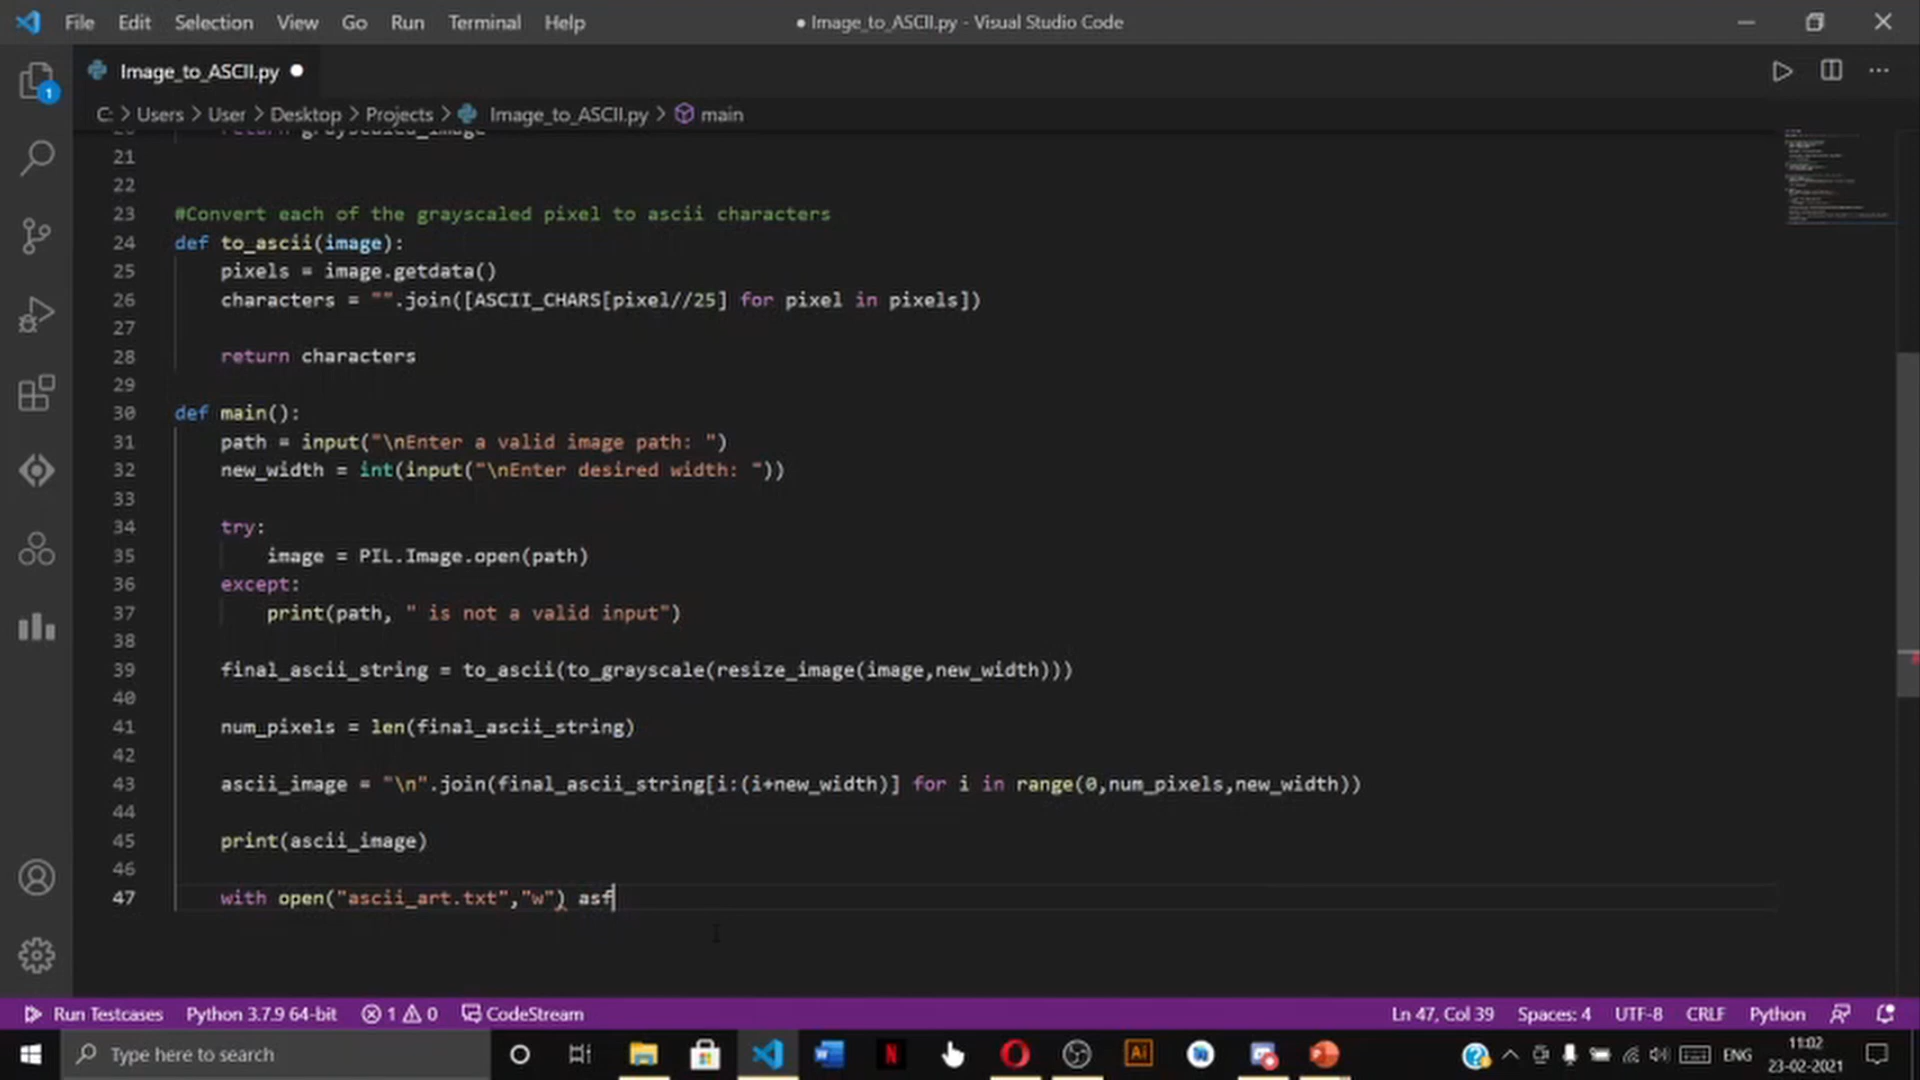 File Edit Selection View Go Run Terminal Help
● Image_to_ASCII.py - Visual Studio Code
Image_to_ASCII.py ●
1
C: > Users > User > Desktop > Projects > Image_to_ASCII.py > main
20 return grayscaled_image
21
22
23 #Convert each of the grayscaled pixel to ascii characters
24 def to_ascii(image):
25 pixels = image.getdata()
26 characters = "".join([ASCII_CHARS[pixel//25] for pixel in pixels])
27
28 return characters
29
30 def main():
31 path = input("\nEnter a valid image path: ")
32 new_width = int(input("\nEnter desired width: "))
33
34 try:
35 image = PIL.Image.open(path)
36 except:
37 print(path, " is not a valid input")
38
39 final_ascii_string = to_ascii(to_grayscale(resize_image(image,new_width)))
40
41 num_pixels = len(final_ascii_string)
42
43 ascii_image = "\n".join(final_ascii_string[i:(i+new_width)] for i in range(0,num_pixels,new_width))
44
45 print(ascii_image)
46
47 with open("ascii_art.txt","w") asf
Run Testcases Python 3.7.9 64-bit 1 0 CodeStream Ln 47, Col 39 Spaces: 4 UTF-8 CRLF Python
Type here to search
W N Ai P ? ENG
11:02
23-02-2021